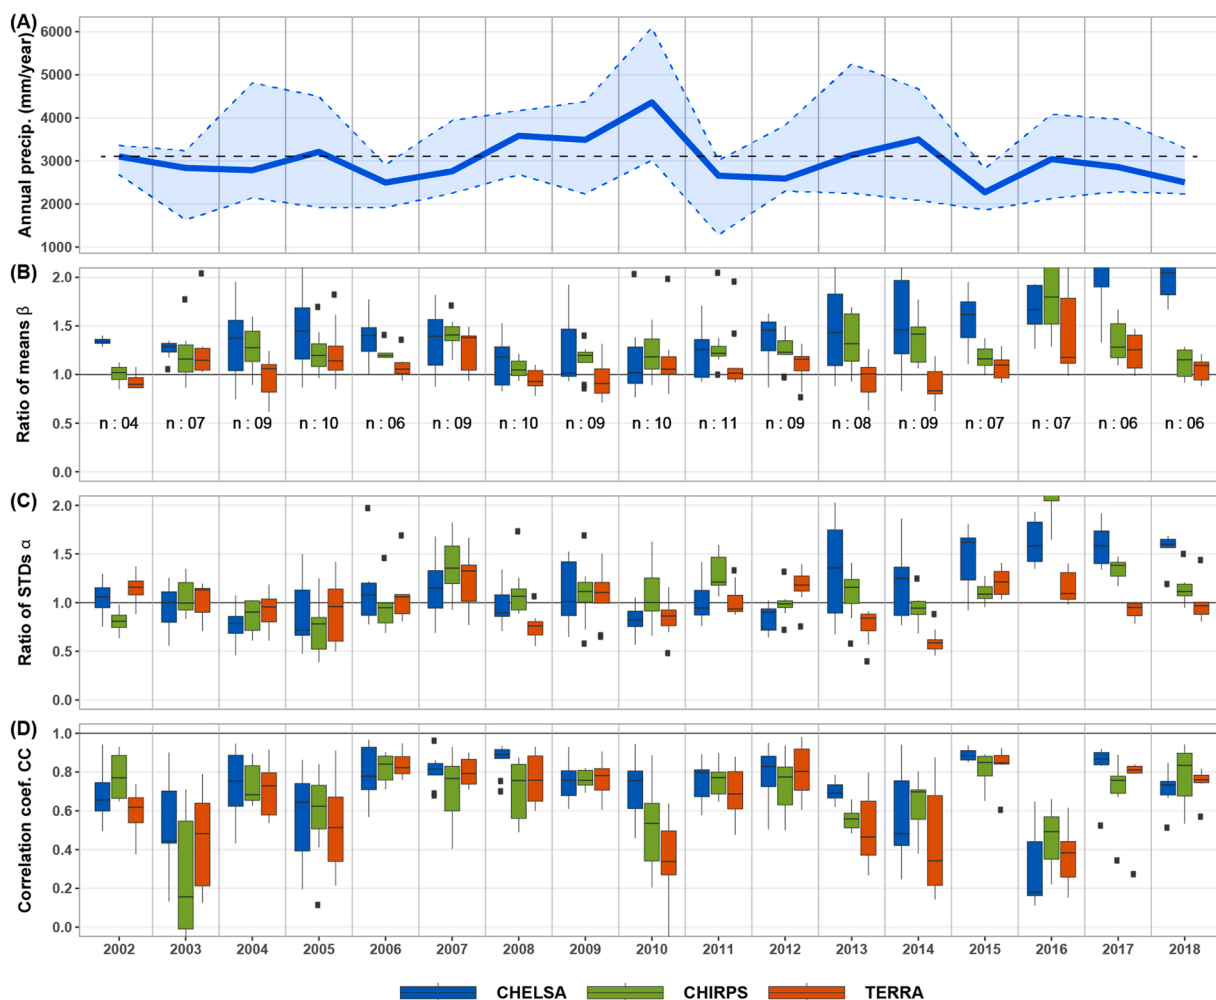 (A)
Annual precip. (mm/year)
6000
5000
4000
3000
2000
1000
(B)
Ratio of means β
2.0
1.5
1.0
0.5
0.0
n : 04 n : 07 n : 09 n : 10 n : 06 n : 09 n : 10 n : 09 n : 10 n : 11 n : 09 n : 08 n : 09 n : 07 n : 07 n : 06 n : 06
(C)
Ratio of STDs α
2.0
1.5
1.0
0.5
0.0
(D)
Correlation coef. CC
1.0
0.8
0.6
0.4
0.2
0.0
2002 2003 2004 2005 2006 2007 2008 2009 2010 2011 2012 2013 2014 2015 2016 2017 2018
CHELSA CHIRPS TERRA